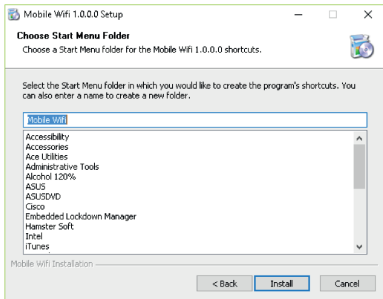 Mobile Wifi 1.0.0.0 Setup
Choose Start Menu Folder
Choose a Start Menu folder for the Mobile Wifi 1.0.0.0 shortcuts.
Select the Start Menu folder in which you would like to create the program's shortcuts. You
can also enter a name to create a new folder.
Mobile Wifi
Accessibility
Accessories
Ace Utilities
Administrative Tools
Alcohol 120%
ASUS
ASUSDVD
Cisco
Embedded Lockdown Manager
Hamster Soft
Intel
iTunes
Mobile Wifi Installation
< Back Install Cancel